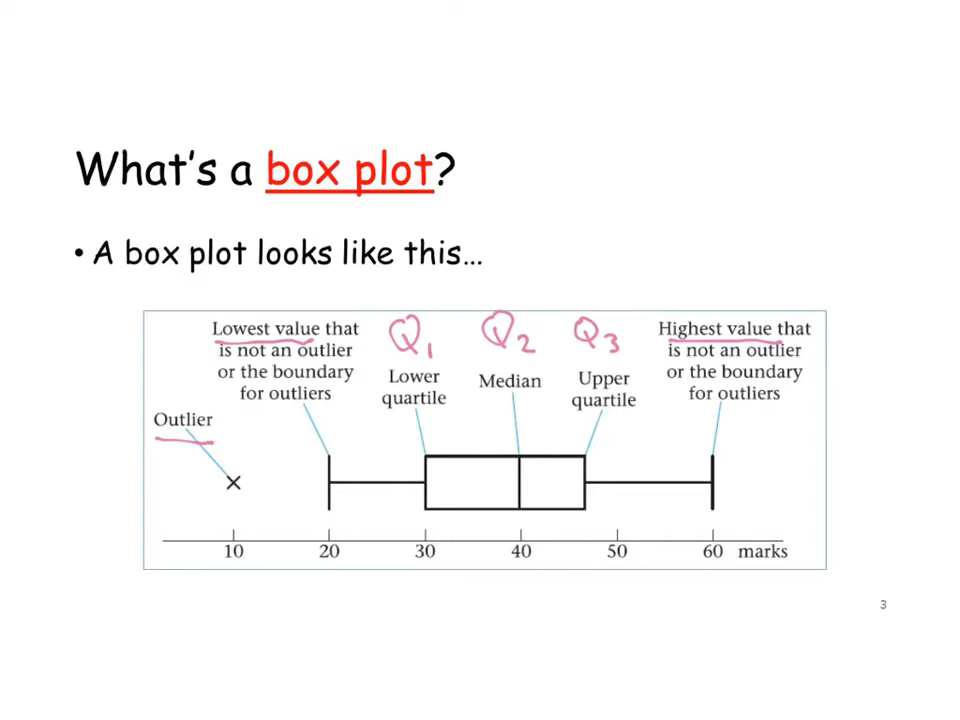 What's a box plot?
• A box plot looks like this...
Lowest value that
is not an outlier
or the boundary
for outliers
Q1
Lower
quartile
Q2
Median
Q3
Upper
quartile
Highest value that
is not an outlier
or the boundary
for outliers
Outlier
×
10 20 30 40 50 60 marks
3